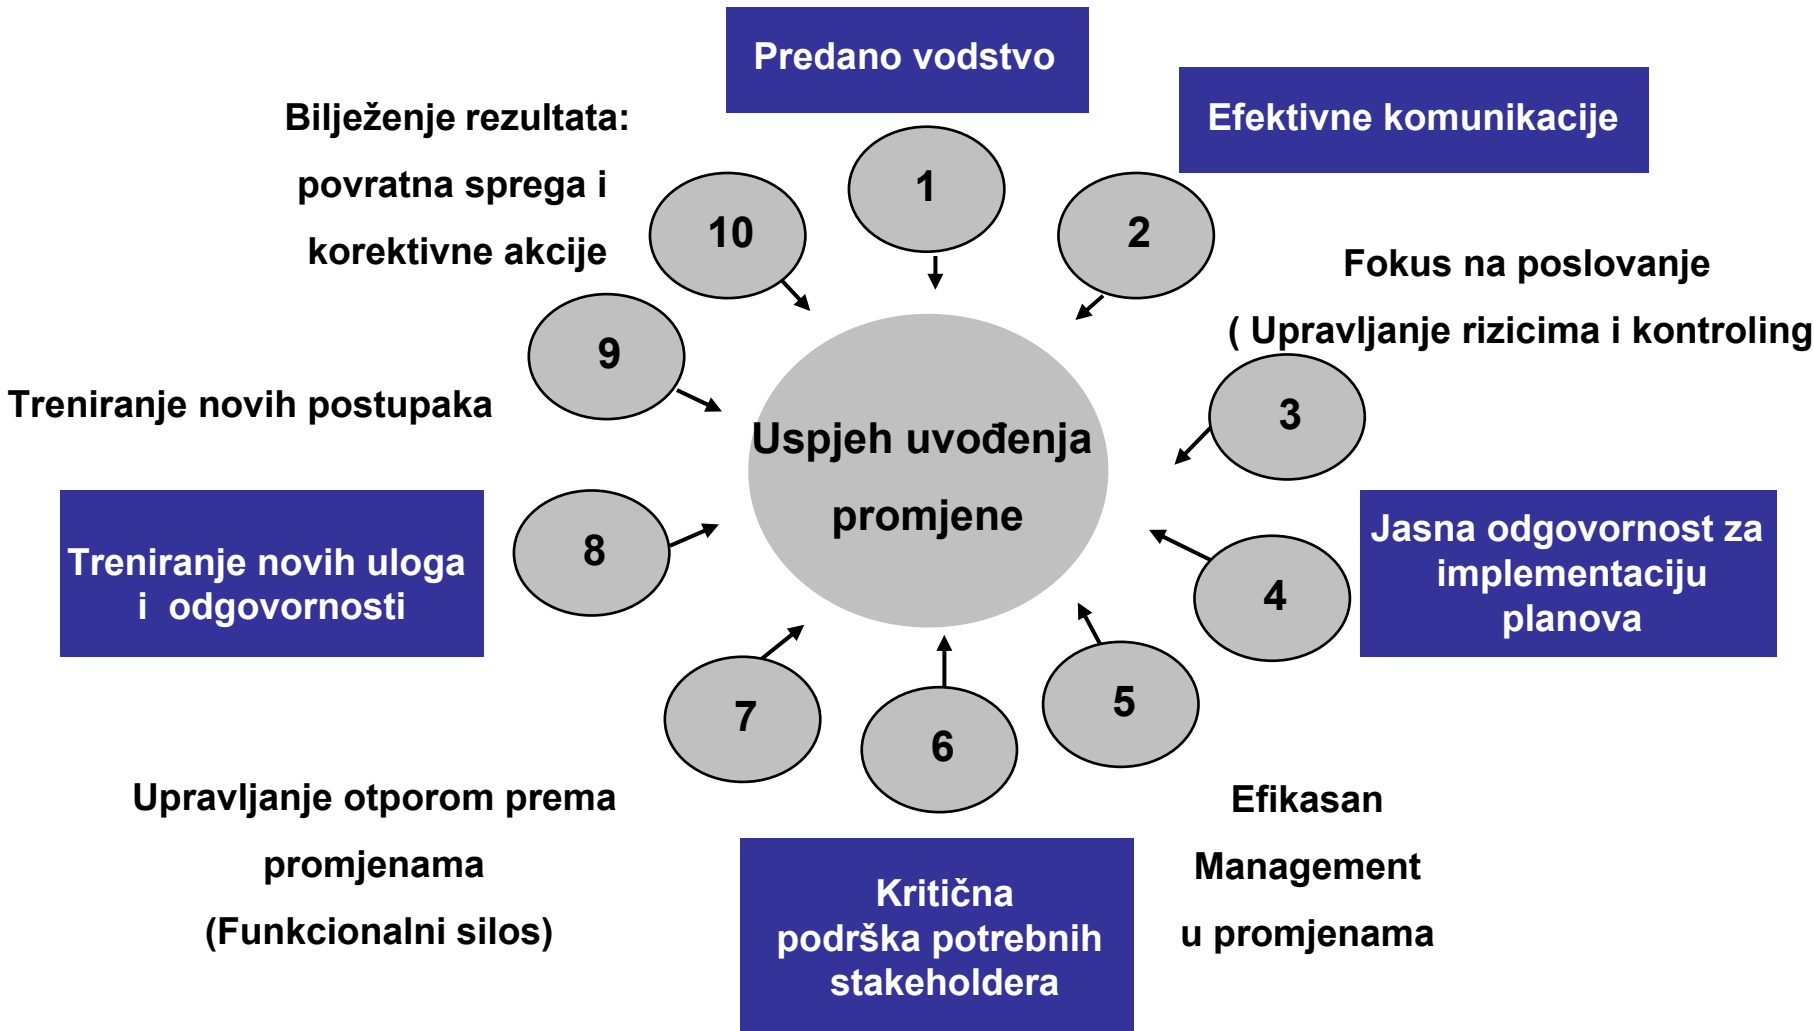 Predano vodstvo
1
Efektivne komunikacije
2
Fokus na poslovanje
( Upravljanje rizicima i kontroling
3
Jasna odgovornost za
implementaciju
planova
4
Efikasan
Management
u promjenama
5
Kritična
podrška potrebnih
stakeholdera
6
Upravljanje otporom prema
promjenama
(Funkcionalni silos)
7
Treniranje novih uloga
i odgovornosti
8
Treniranje novih postupaka
9
Bilježenje rezultata:
povratna sprega i
korektivne akcije
10
Uspjeh uvođenja
promjene